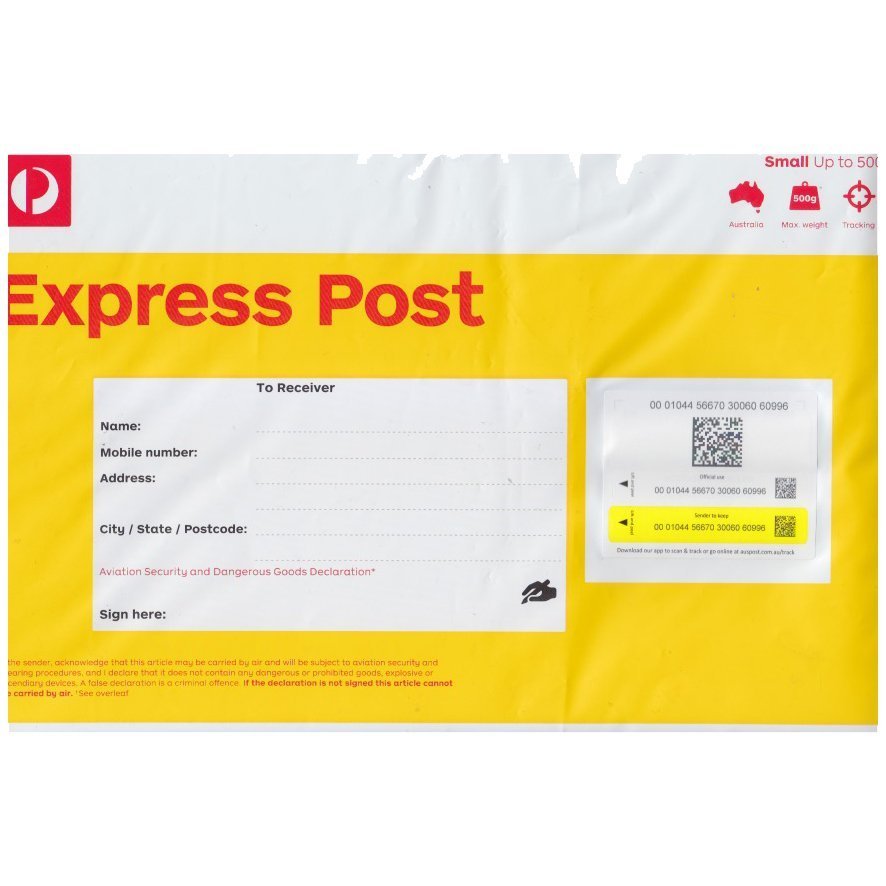 Small Up to 500
500g
Australia Max. weight Tracking
Express Post
To Receiver
Name:
Mobile number:
Address:
City / State / Postcode:
Aviation Security and Dangerous Goods Declaration*
Sign here:
00 01044 56670 30060 60996
Official use
00 01044 56670 30060 60996
Sender to keep
00 01044 56670 30060 60996
Download our app to scan & track or go online at auspost.com.au/track
the sender, acknowledge that this article may be carried by air and will be subject to aviation security and
earing procedures, and I declare that it does not contain any dangerous or prohibited goods, explosive or
cendiary devices. A false declaration is a criminal offence. If the declaration is not signed this article cannot
e carried by air. *See overleaf